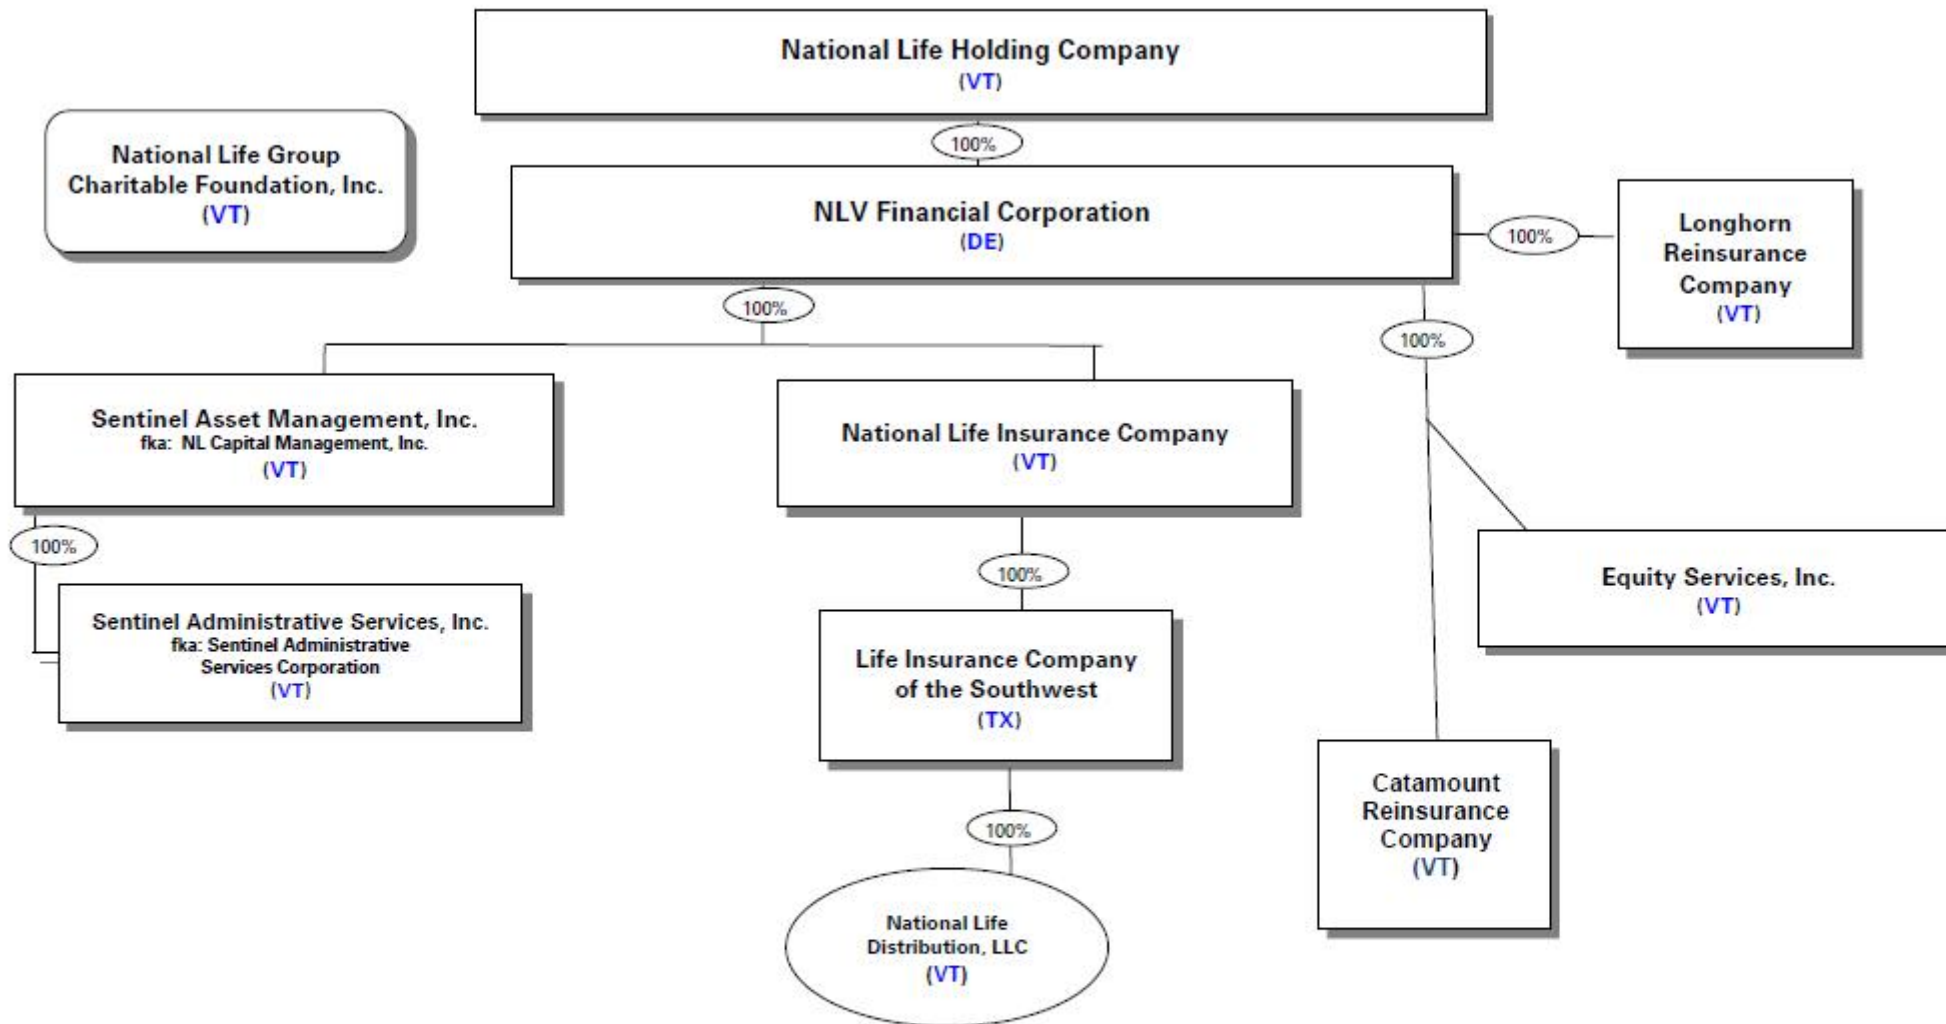 National Life Holding Company
(VT)
100%
National Life Group
Charitable Foundation, Inc.
(VT)
NLV Financial Corporation
(DE)
100%
Longhorn
Reinsurance
Company
(VT)
100%
100%
Sentinel Asset Management, Inc.
fka: NL Capital Management, Inc.
(VT)
National Life Insurance Company
(VT)
100%
100%
Equity Services, Inc.
(VT)
Sentinel Administrative Services, Inc.
fka: Sentinel Administrative
Services Corporation
(VT)
Life Insurance Company
of the Southwest
(TX)
Catamount
Reinsurance
Company
(VT)
100%
National Life
Distribution, LLC
(VT)